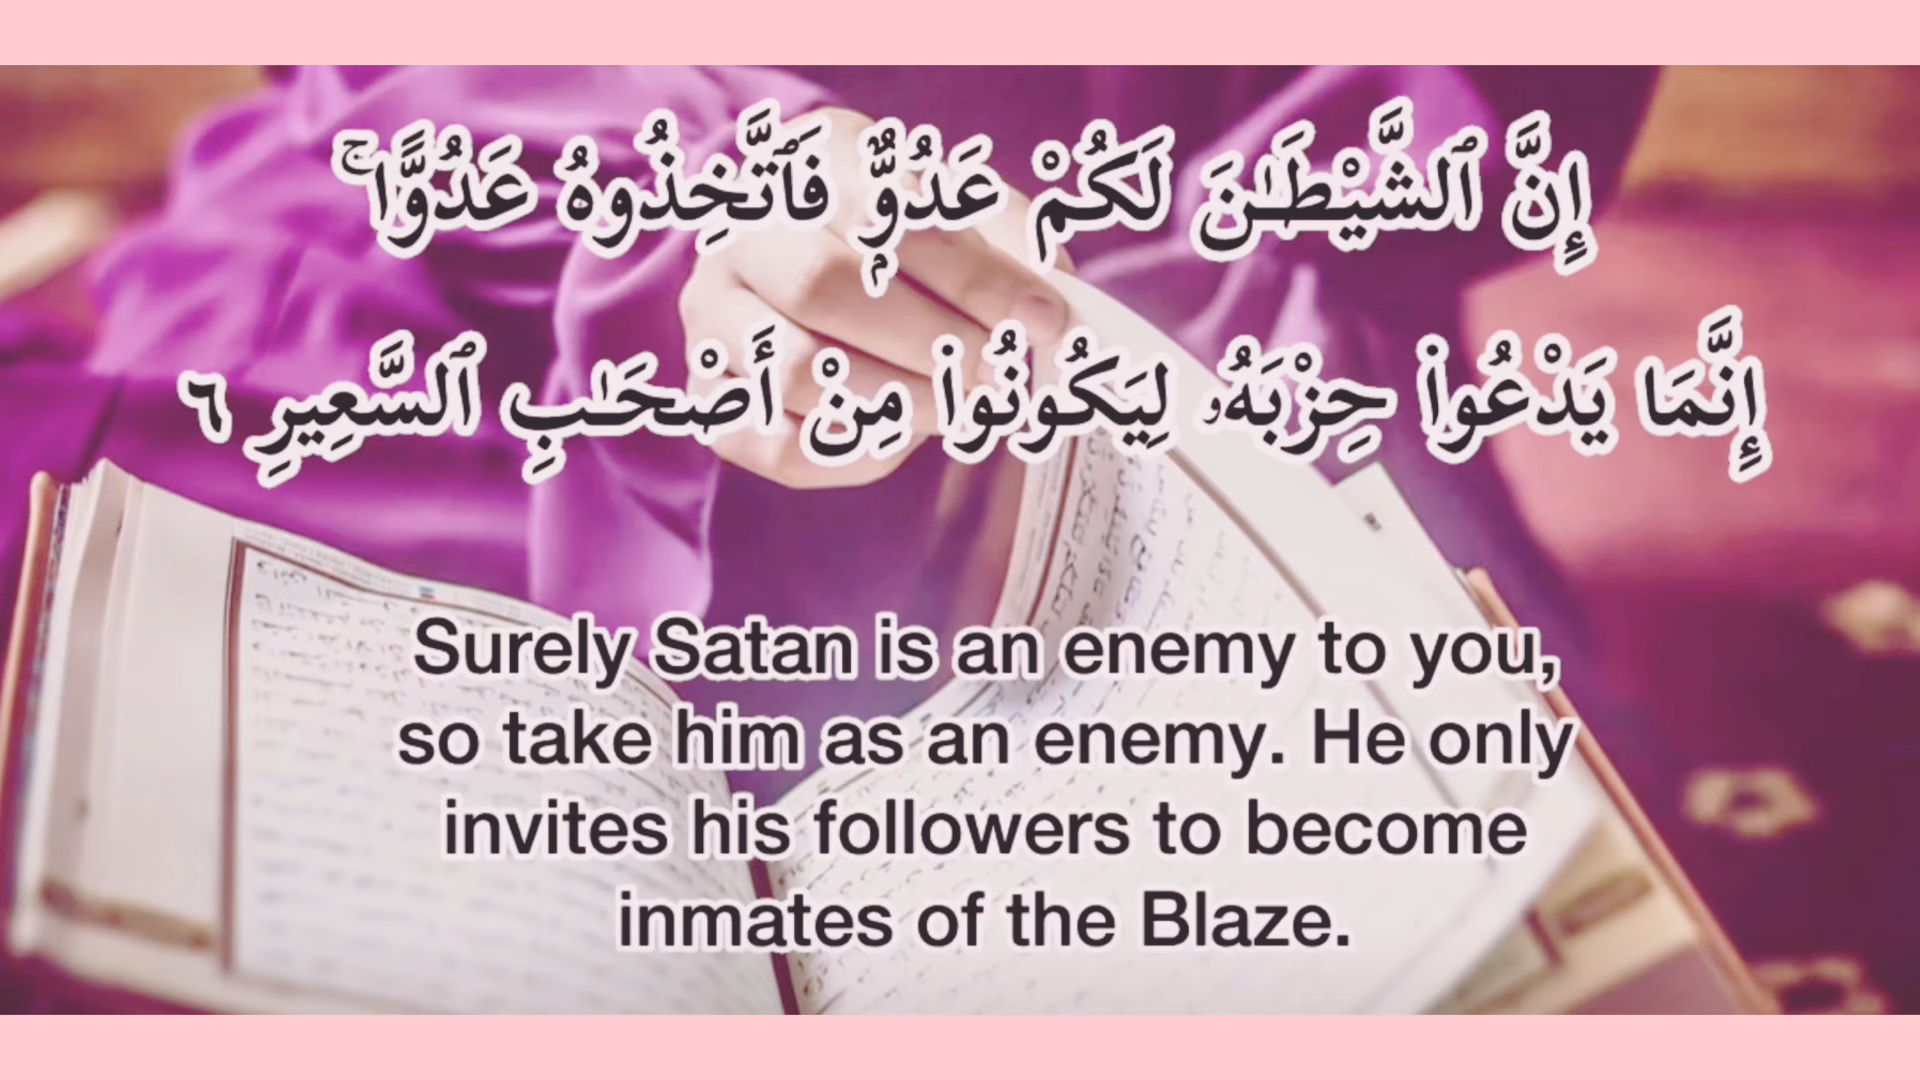 إِنَّ ٱلشَّيْطَـٰنَ لَكُمْ عَدُوٌّۭ فَٱتَّخِذُوهُ عَدُوًّا ۚ
إِنَّمَا يَدْعُوا۟ حِزْبَهُۥ لِيَكُونُوا۟ مِنْ أَصْحَـٰبِ ٱلسَّعِيرِ ٦
Surely Satan is an enemy to you,
so take him as an enemy. He only
invites his followers to become
inmates of the Blaze.